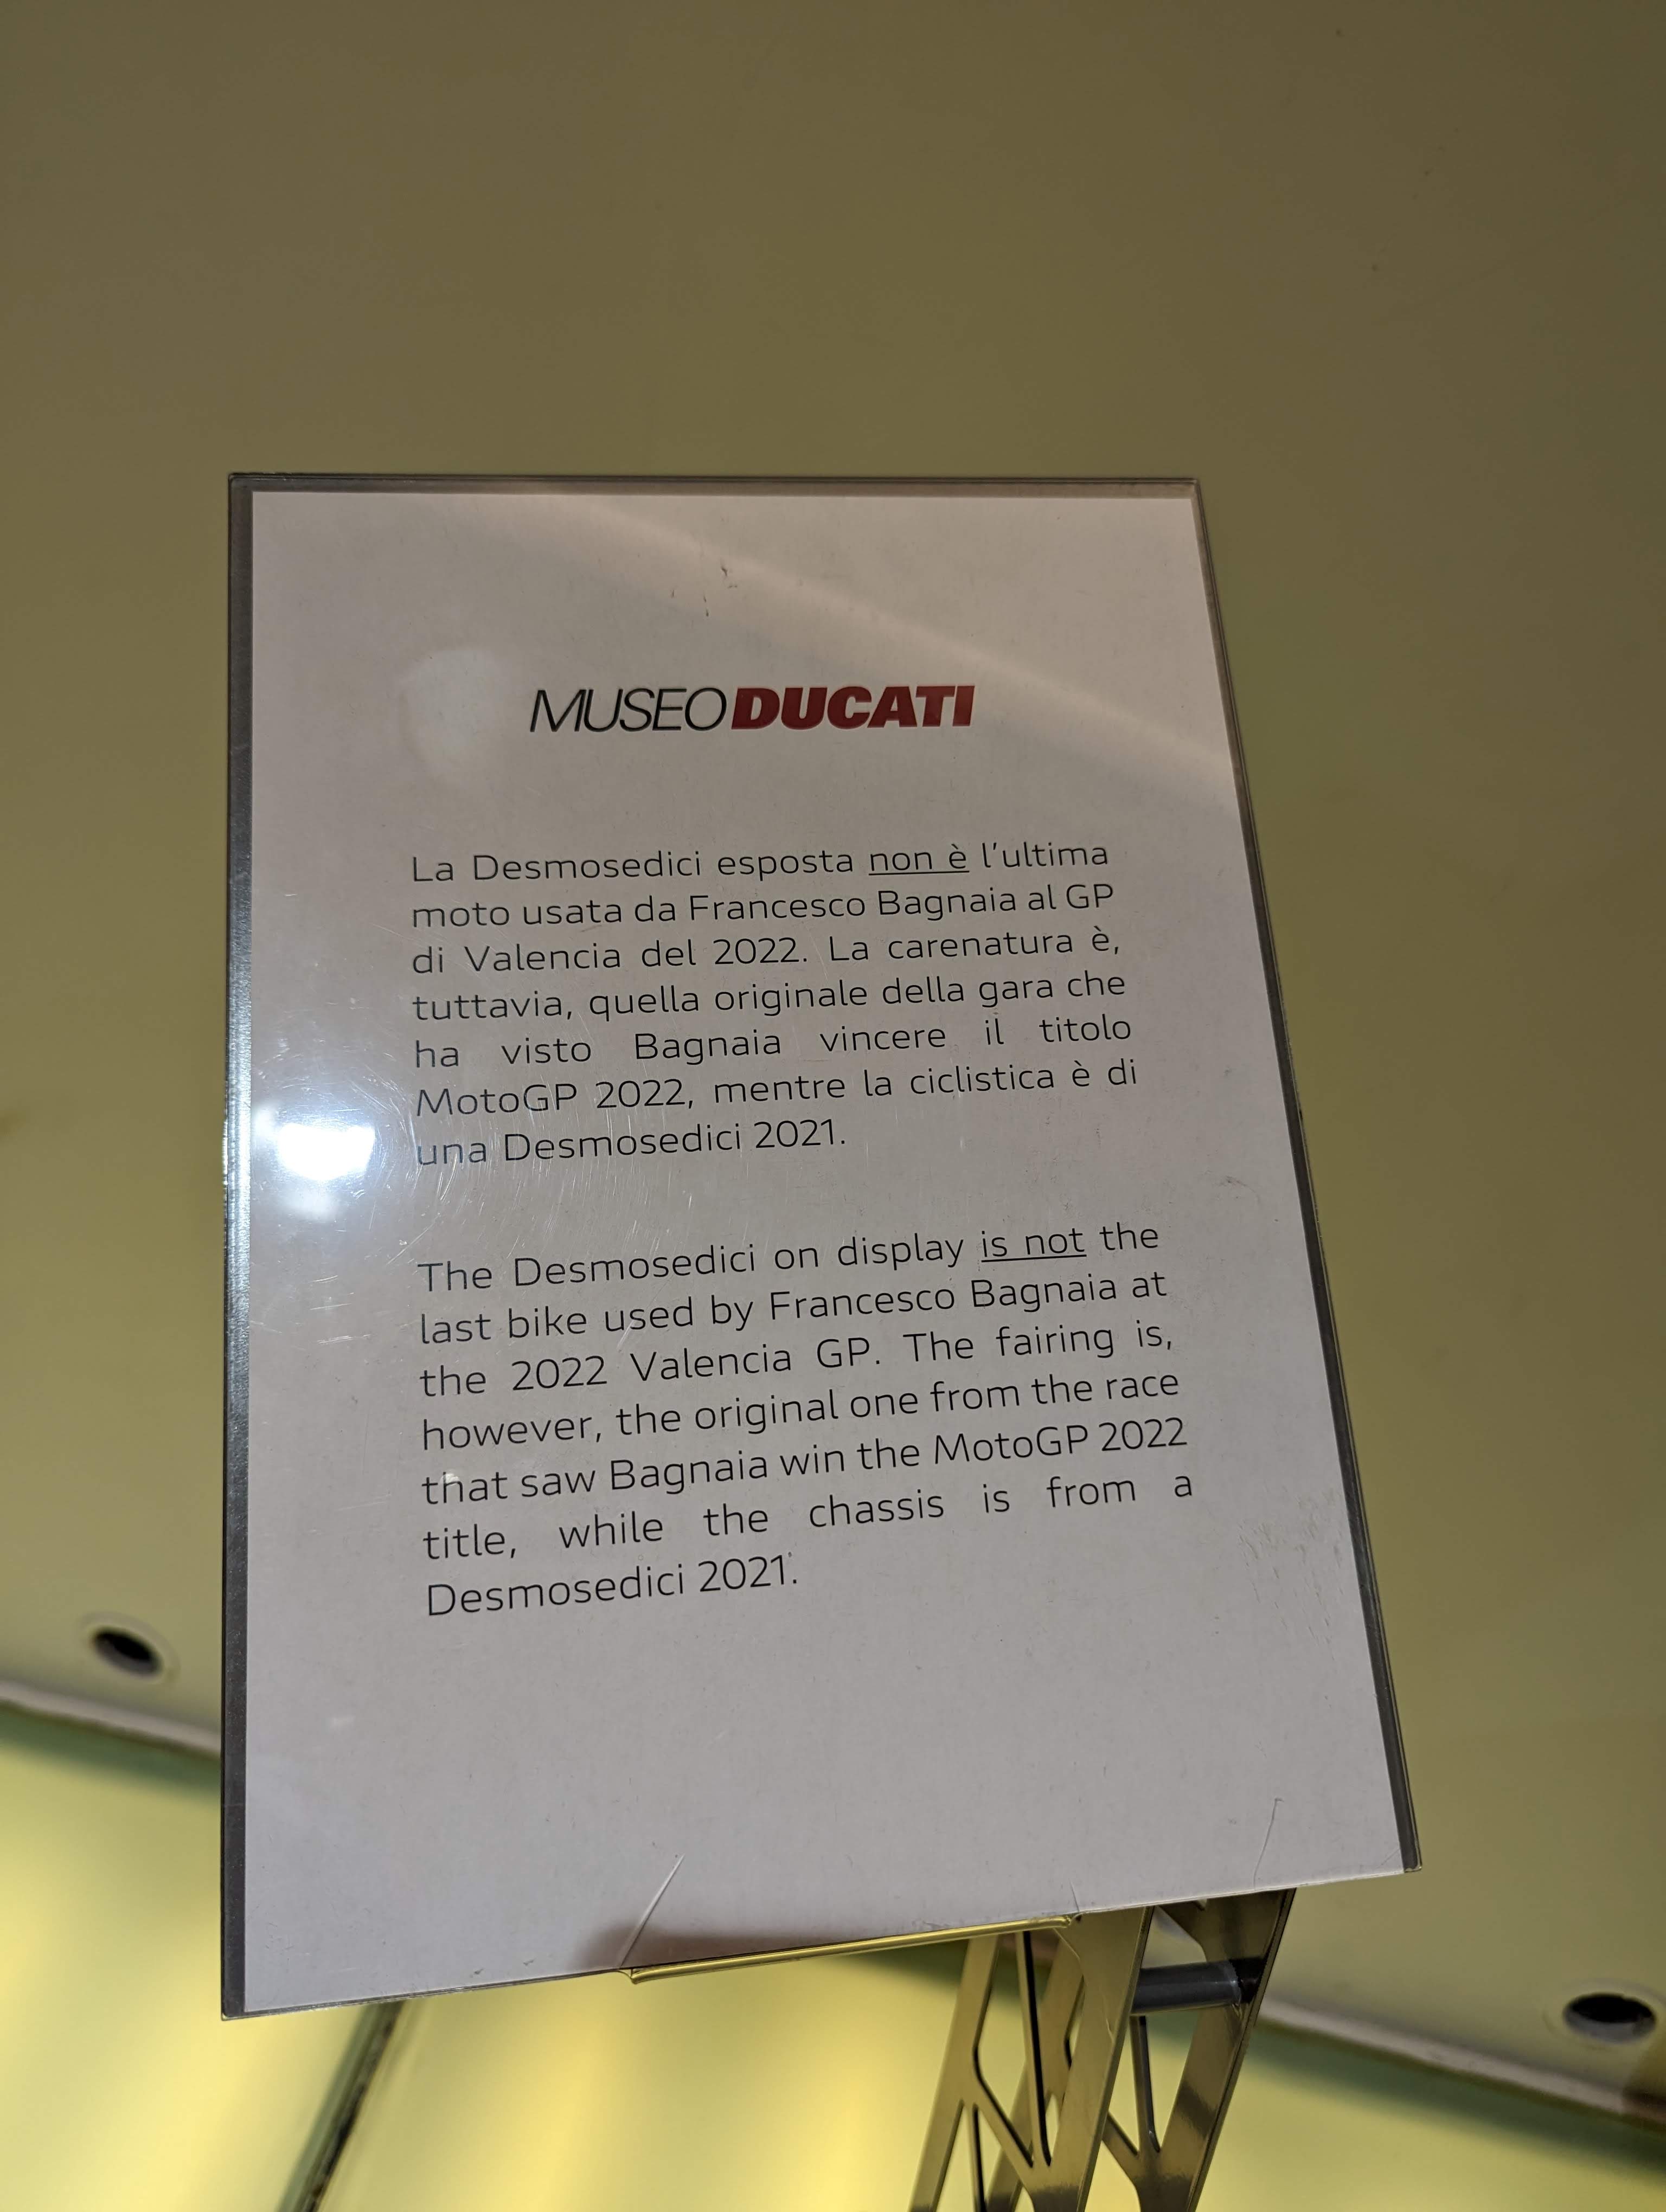 MUSEO DUCATI
La Desmosedici esposta non è l'ultima
moto usata da Francesco Bagnaia al GP
di Valencia del 2022. La carenatura è,
tuttavia, quella originale della gara che
ha visto Bagnaia vincere il titolo
MotoGP 2022, mentre la ciclistica è di
una Desmosedici 2021.
The Desmosedici on display is not the
last bike used by Francesco Bagnaia at
the 2022 Valencia GP. The fairing is,
however, the original one from the race
that saw Bagnaia win the MotoGP 2022
title, while the chassis is from a
Desmosedici 2021.